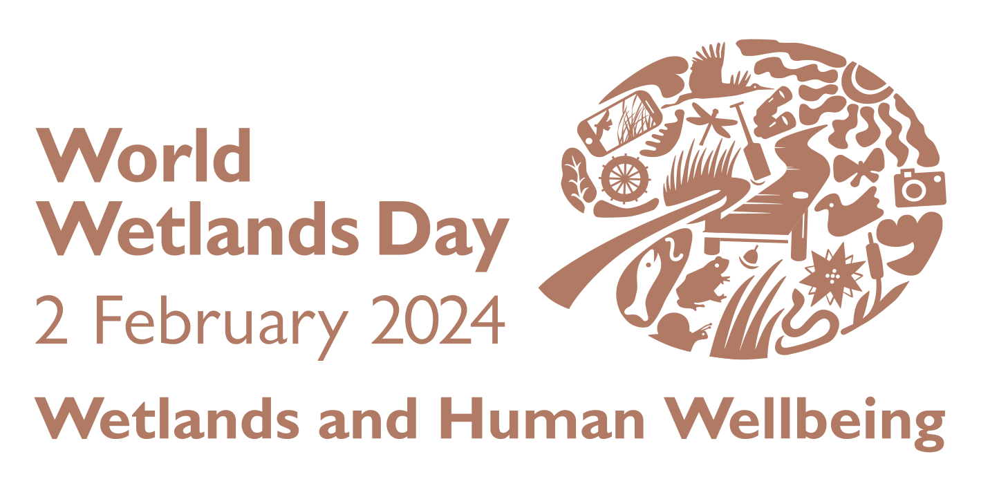 World
Wetlands Day
2 February 2024
Wetlands and Human Wellbeing